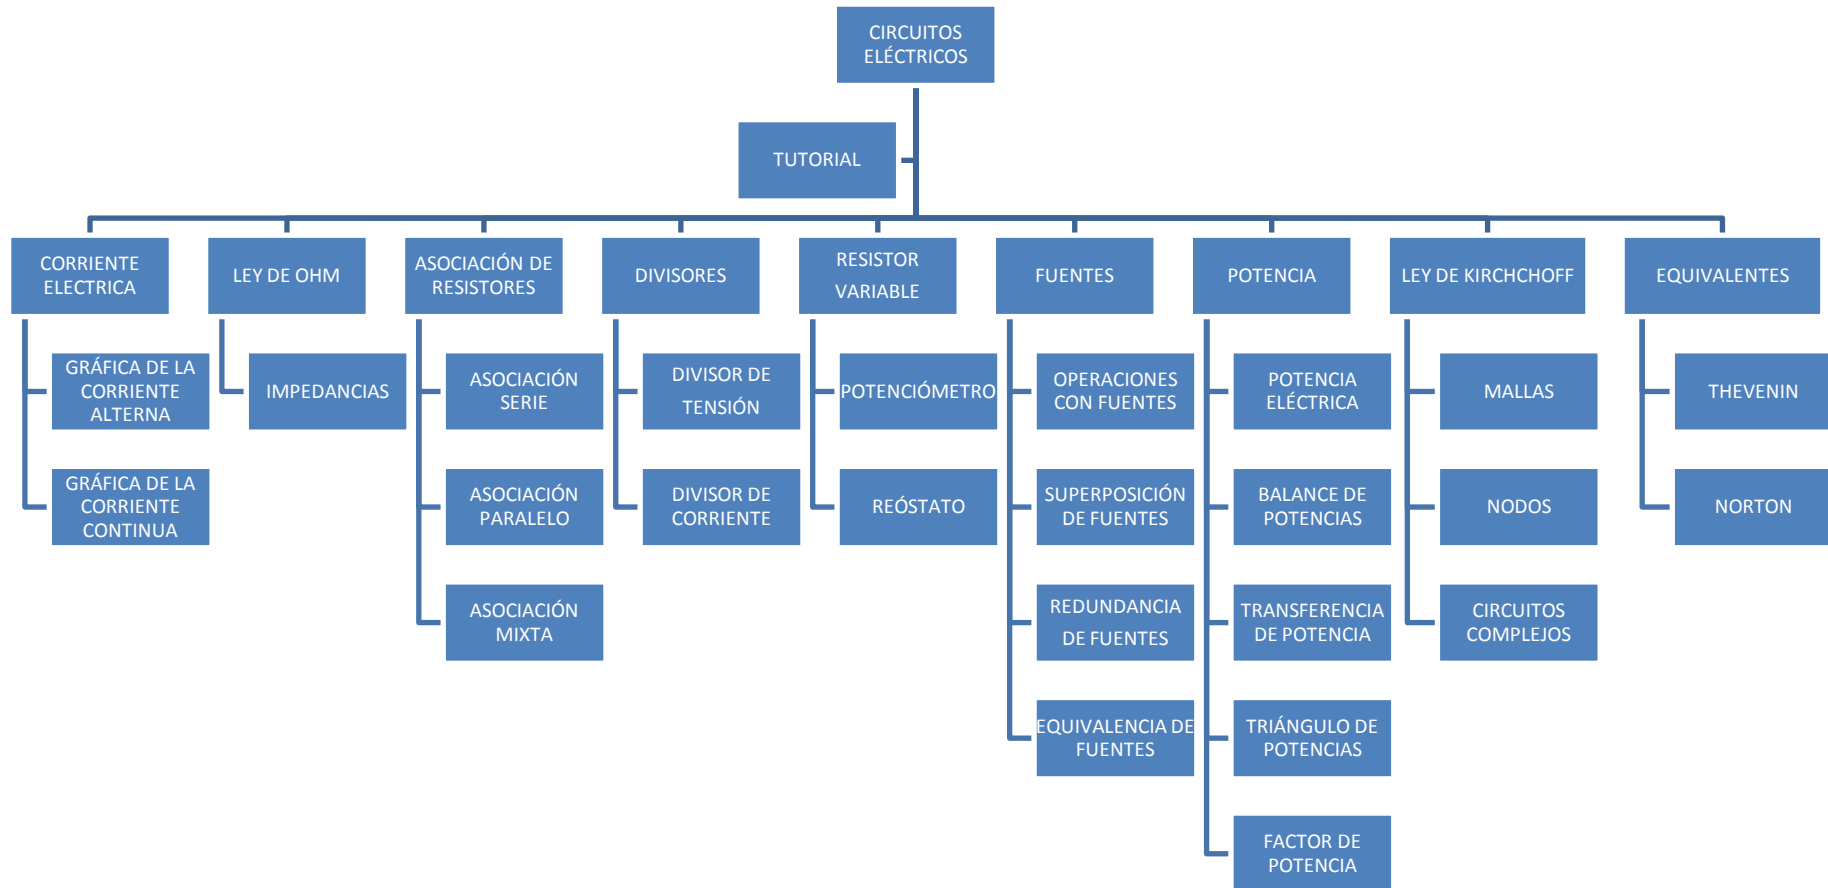 CIRCUITOS
ELÉCTRICOS
TUTORIAL
CORRIENTE
ELECTRICA
GRÁFICA DE LA
CORRIENTE
ALTERNA
GRÁFICA DE LA
CORRIENTE
CONTINUA
LEY DE OHM
IMPEDANCIAS
ASOCIACIÓN DE
RESISTORES
ASOCIACIÓN
SERIE
ASOCIACIÓN
PARALELO
ASOCIACIÓN
MIXTA
DIVISORES
DIVISOR DE
TENSIÓN
DIVISOR DE
CORRIENTE
RESISTOR
VARIABLE
POTENCIÓMETRO
REÓSTATO
FUENTES
OPERACIONES
CON FUENTES
SUPERPOSICIÓN
DE FUENTES
REDUNDANCIA
DE FUENTES
EQUIVALENCIA DE
FUENTES
POTENCIA
POTENCIA
ELÉCTRICA
BALANCE DE
POTENCIAS
TRANSFERENCIA
DE POTENCIA
TRIÁNGULO DE
POTENCIAS
FACTOR DE
POTENCIA
LEY DE KIRCHCHOFF
MALLAS
NODOS
CIRCUITOS
COMPLEJOS
EQUIVALENTES
THEVENIN
NORTON